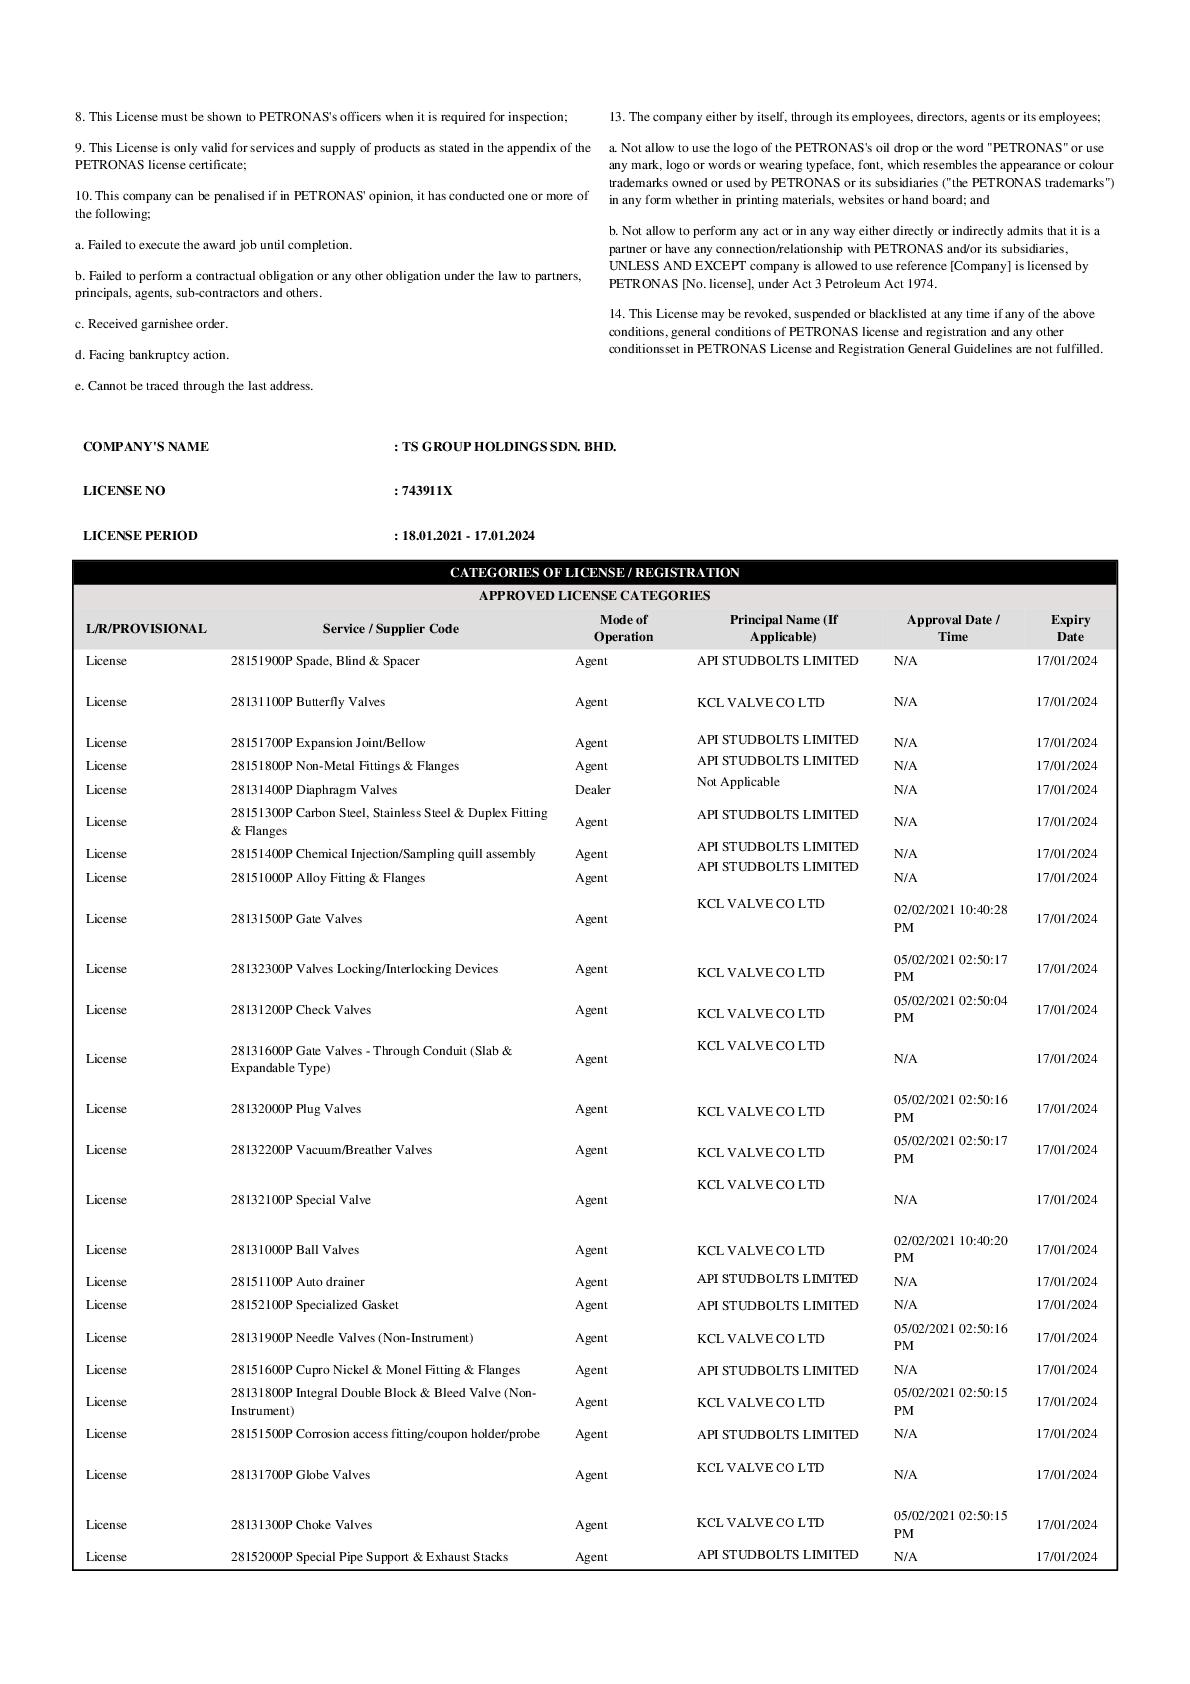 8. This License must be shown to PETRONAS's officers when it is required for inspection;
9. This License is only valid for services and supply of products as stated in the appendix of the
PETRONAS license certificate;
10. This company can be penalised if in PETRONAS' opinion, it has conducted one or more of
the following;
a. Failed to execute the award job until completion.
b. Failed to perform a contractual obligation or any other obligation under the law to partners,
principals, agents, sub-contractors and others.
c. Received garnishee order.
d. Facing bankruptcy action.
e. Cannot be traced through the last address.
13. The company either by itself, through its employees, directors, agents or its employees;
a. Not allow to use the logo of the PETRONAS's oil drop or the word "PETRONAS" or use
any mark, logo or words or wearing typeface, font, which resembles the appearance or colour
trademarks owned or used by PETRONAS or its subsidiaries ("the PETRONAS trademarks")
in any form whether in printing materials, websites or hand board; and
b. Not allow to perform any act or in any way either directly or indirectly admits that it is a
partner or have any connection/relationship with PETRONAS and/or its subsidiaries,
UNLESS AND EXCEPT company is allowed to use reference [Company] is licensed by
PETRONAS [No. license], under Act 3 Petroleum Act 1974.
14. This License may be revoked, suspended or blacklisted at any time if any of the above
conditions, general conditions of PETRONAS license and registration and any other
conditionsset in PETRONAS License and Registration General Guidelines are not fulfilled.
COMPANY'S NAME : TS GROUP HOLDINGS SDN. BHD.
LICENSE NO : 743911X
LICENSE PERIOD : 18.01.2021 - 17.01.2024
CATEGORIES OF LICENSE / REGISTRATION
APPROVED LICENSE CATEGORIES
L/R/PROVISIONAL Service / Supplier Code Mode of Operation Principal Name (If Applicable) Approval Date / Time Expiry Date
License 28151900P Spade, Blind & Spacer Agent API STUDBOLTS LIMITED N/A 17/01/2024
License 28131100P Butterfly Valves Agent KCL VALVE CO LTD N/A 17/01/2024
License 28151700P Expansion Joint/Bellow Agent API STUDBOLTS LIMITED N/A 17/01/2024
License 28151800P Non-Metal Fittings & Flanges Agent API STUDBOLTS LIMITED N/A 17/01/2024
License 28131400P Diaphragm Valves Dealer Not Applicable N/A 17/01/2024
License 28151300P Carbon Steel, Stainless Steel & Duplex Fitting & Flanges Agent API STUDBOLTS LIMITED N/A 17/01/2024
License 28151400P Chemical Injection/Sampling quill assembly Agent API STUDBOLTS LIMITED N/A 17/01/2024
License 28151000P Alloy Fitting & Flanges Agent API STUDBOLTS LIMITED N/A 17/01/2024
License 28131500P Gate Valves Agent KCL VALVE CO LTD 02/02/2021 10:40:28 PM 17/01/2024
License 28132300P Valves Locking/Interlocking Devices Agent KCL VALVE CO LTD 05/02/2021 02:50:17 PM 17/01/2024
License 28131200P Check Valves Agent KCL VALVE CO LTD 05/02/2021 02:50:04 PM 17/01/2024
License 28131600P Gate Valves - Through Conduit (Slab & Expandable Type) Agent KCL VALVE CO LTD N/A 17/01/2024
License 28132000P Plug Valves Agent KCL VALVE CO LTD 05/02/2021 02:50:16 PM 17/01/2024
License 28132200P Vacuum/Breather Valves Agent KCL VALVE CO LTD 05/02/2021 02:50:17 PM 17/01/2024
License 28132100P Special Valve Agent KCL VALVE CO LTD N/A 17/01/2024
License 28131000P Ball Valves Agent KCL VALVE CO LTD 02/02/2021 10:40:20 PM 17/01/2024
License 28151100P Auto drainer Agent API STUDBOLTS LIMITED N/A 17/01/2024
License 28152100P Specialized Gasket Agent API STUDBOLTS LIMITED N/A 17/01/2024
License 28131900P Needle Valves (Non-Instrument) Agent KCL VALVE CO LTD 05/02/2021 02:50:16 PM 17/01/2024
License 28151600P Cupro Nickel & Monel Fitting & Flanges Agent API STUDBOLTS LIMITED N/A 17/01/2024
License 28131800P Integral Double Block & Bleed Valve (Non-Instrument) Agent KCL VALVE CO LTD 05/02/2021 02:50:15 PM 17/01/2024
License 28151500P Corrosion access fitting/coupon holder/probe Agent API STUDBOLTS LIMITED N/A 17/01/2024
License 28131700P Globe Valves Agent KCL VALVE CO LTD N/A 17/01/2024
License 28131300P Choke Valves Agent KCL VALVE CO LTD 05/02/2021 02:50:15 PM 17/01/2024
License 28152000P Special Pipe Support & Exhaust Stacks Agent API STUDBOLTS LIMITED N/A 17/01/2024